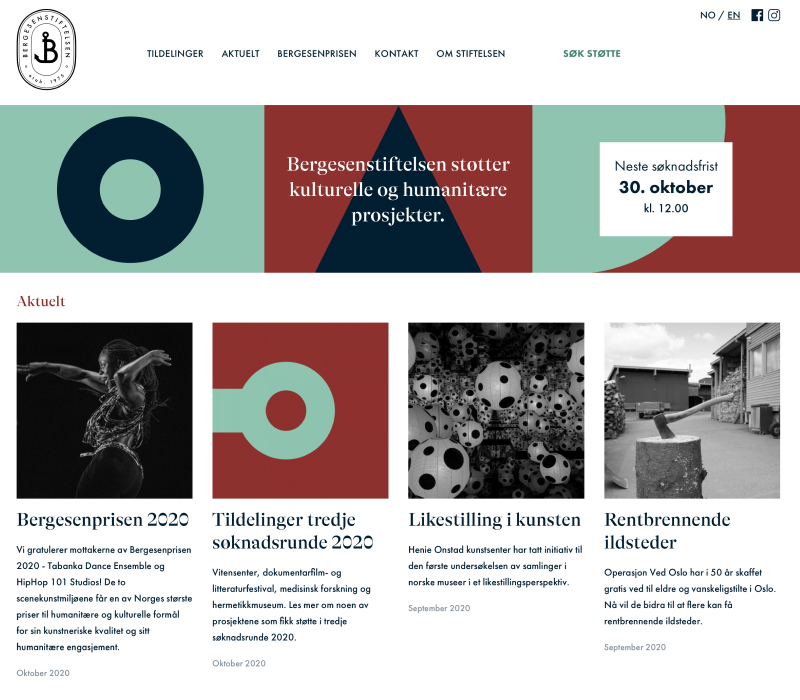 BERGESENSTIFTELSEN
etab. 1975
NO / EN
TILDELINGER
AKTUELT
BERGESENPRISEN
KONTAKT
OM STIFTELSEN
SØK STØTTE
Bergesenstiftelsen støtter
kulturelle og humanitære
prosjekter.
Neste søknadsfrist
30. oktober
kl. 12.00
Aktuelt
Bergesenprisen 2020
Vi gratulerer mottakerne av Bergesenprisen
2020 - Tabanka Dance Ensemble og
HipHop 101 Studios! De to
scenekunstmiljøene får en av Norges største
priser til humanitære og kulturelle formål
for sin kunstneriske kvalitet og sitt
humanitære engasjement.
Oktober 2020
Tildelinger tredje
søknadsrunde 2020
Vitensenter, dokumentarfilm- og
litteraturfestival, medisinsk forskning og
hermetikkmuseum. Les mer om noen av
prosjektene som fikk støtte i tredje
søknadsrunde 2020.
Oktober 2020
Likestilling i kunsten
Henie Onstad kunstsenter har tatt initiativ til
den første undersøkelsen av samlinger i
norske museer i et likestillingsperspektiv.
September 2020
Rentbrennende
ildsteder
Operasjon Ved Oslo har i 50 år skaffet
gratis ved til eldre og vanskeligstilte i Oslo.
Nå vil de bidra til at flere kan få
rentbrennende ildsteder.
September 2020